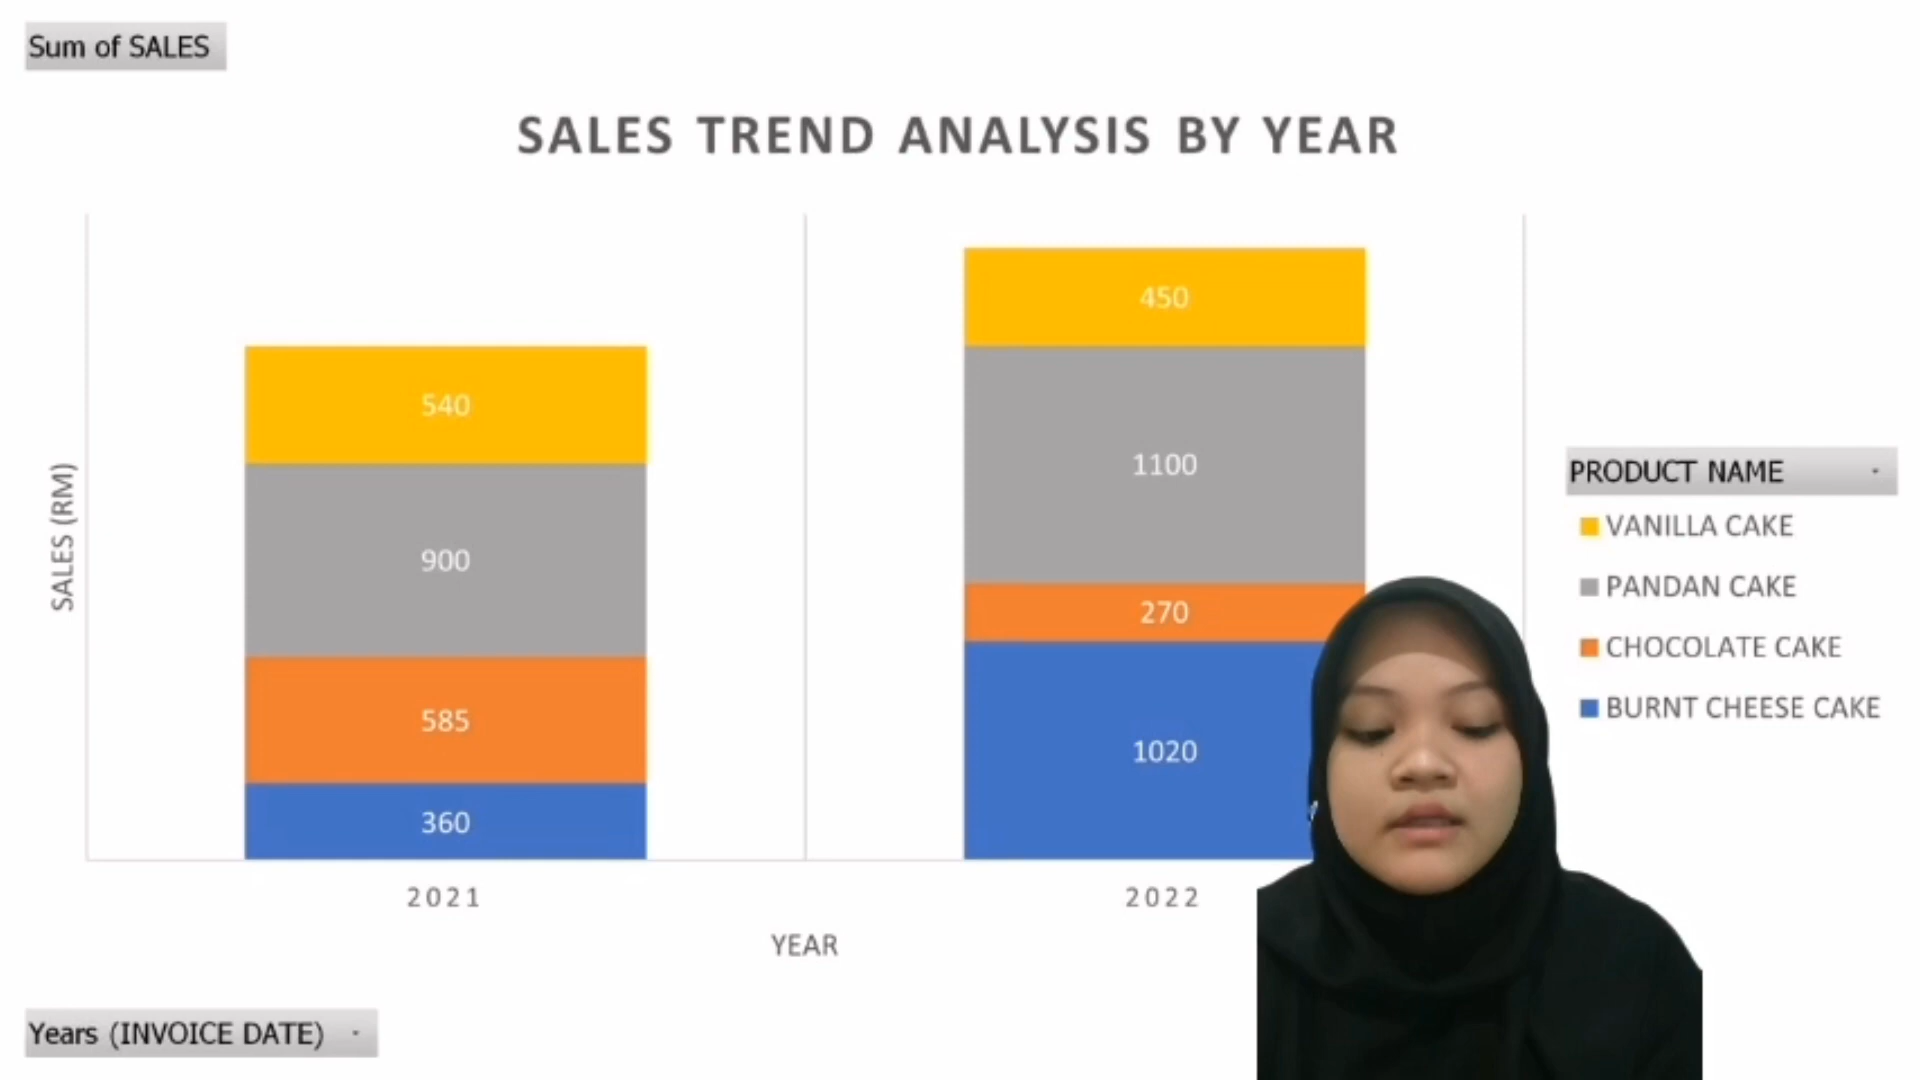 Sum of SALES
SALES TREND ANALYSIS BY YEAR
SALES (RM)
540
900
585
360
450
1100
270
1020
2021
2022
YEAR
PRODUCT NAME
VANILLA CAKE
PANDAN CAKE
CHOCOLATE CAKE
BURNT CHEESE CAKE
Years (INVOICE DATE)